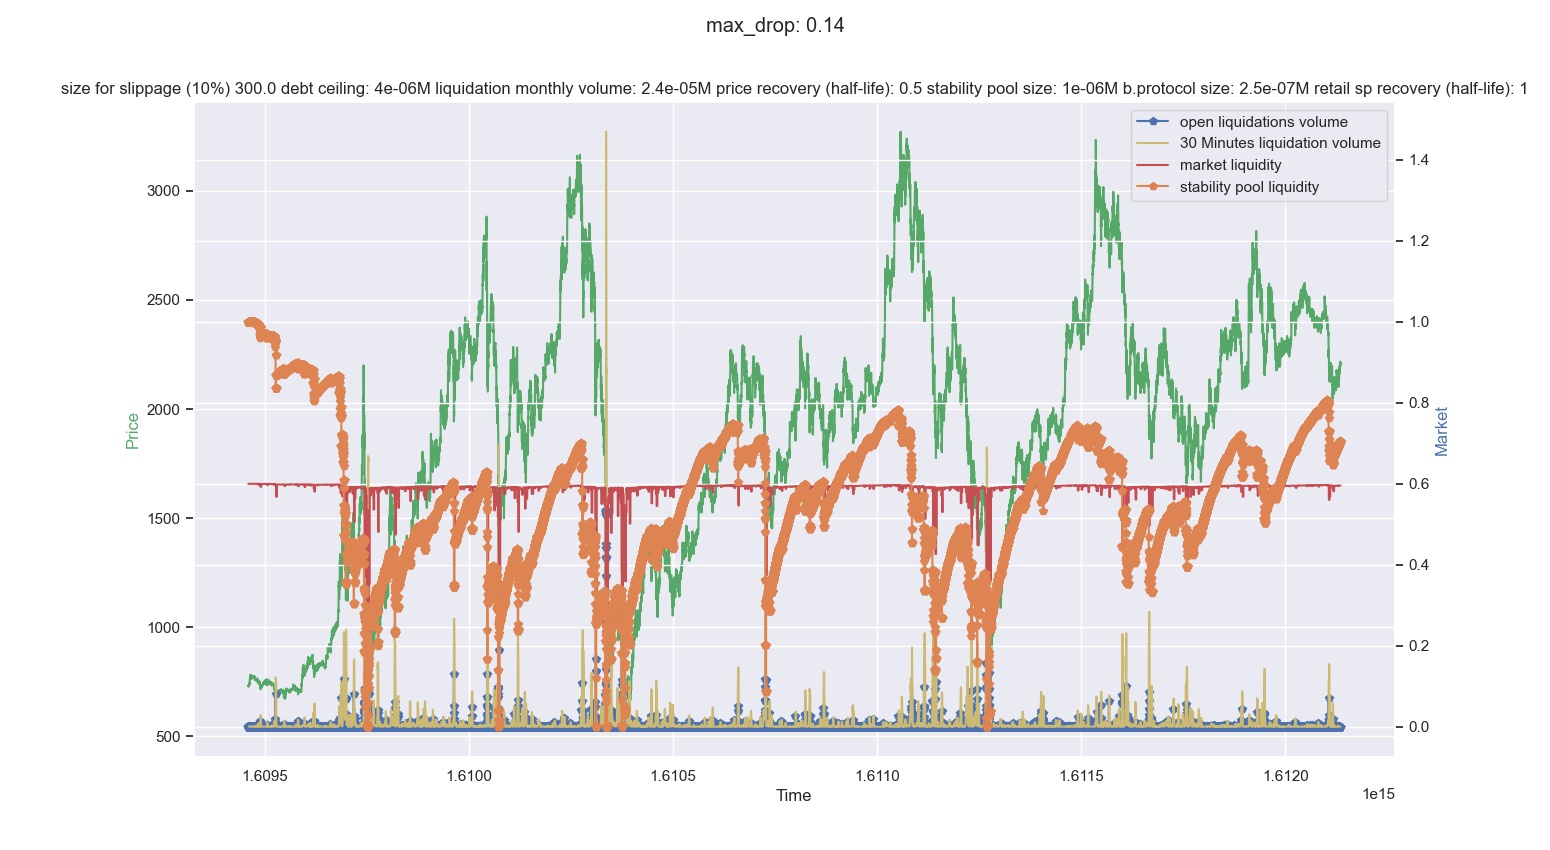 max_drop: 0.14
size for slippage (10%) 300.0 debt ceiling: 4e-06M liquidation monthly volume: 2.4e-05M price recovery (half-life): 0.5 stability pool size: 1e-06M b.protocol size: 2.5e-07M retail sp recovery (half-life): 1
open liquidations volume
30 Minutes liquidation volume
market liquidity
stability pool liquidity
3000
2500
2000
1500
1000
500
Price
1.4
1.2
1.0
0.8
0.6
0.4
0.2
0.0
Market
1.6095 1.6100 1.6105 1.6110 1.6115 1.6120
Time
1e15